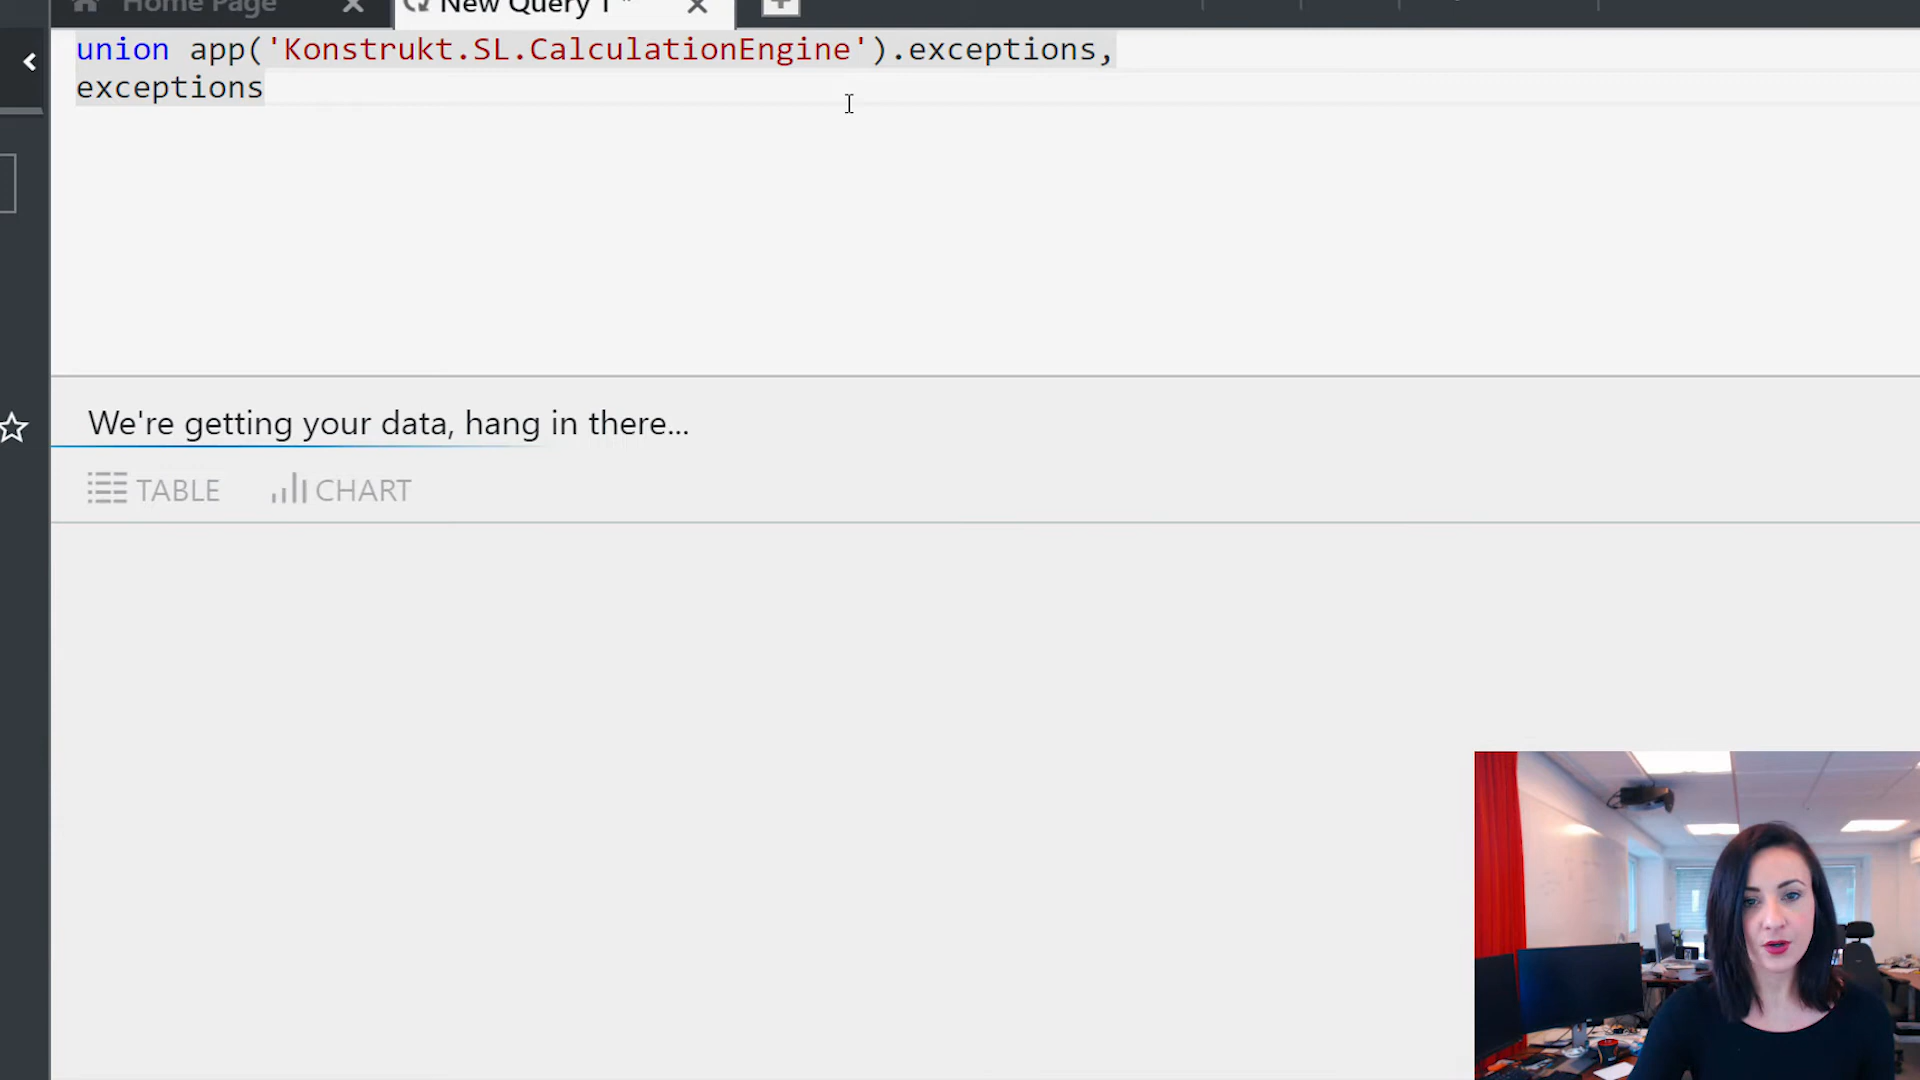 Home Page
New Query 1 *
union app('Konstrukt.SL.CalculationEngine').exceptions,
exceptions
We're getting your data, hang in there...
TABLE
CHART